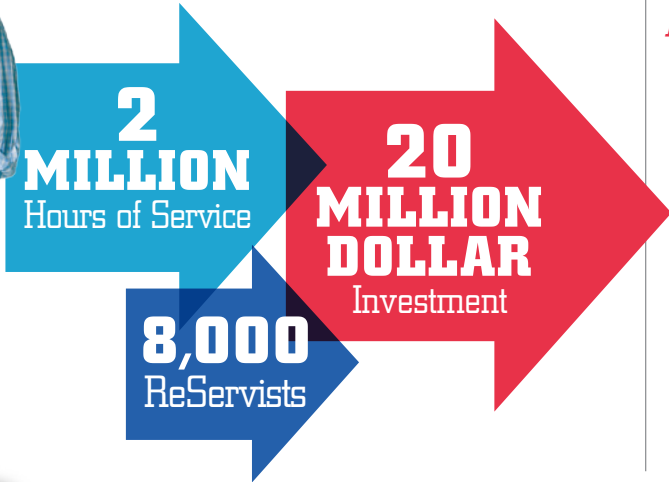 2
MILLION
Hours of Service
20
MILLION
DOLLAR
Investment
8,000
ReServists